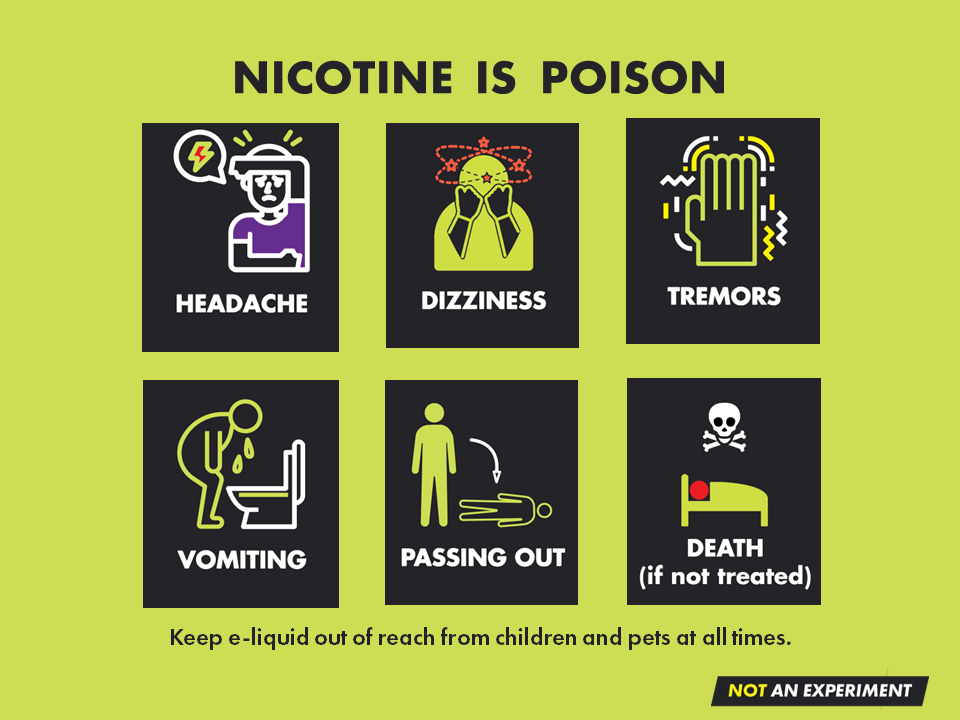 NICOTINE IS POISON
HEADACHE
DIZZINESS
TREMORS
VOMITING
PASSING OUT
DEATH
(if not treated)
Keep e-liquid out of reach from children and pets at all times.
NOT AN EXPERIMENT